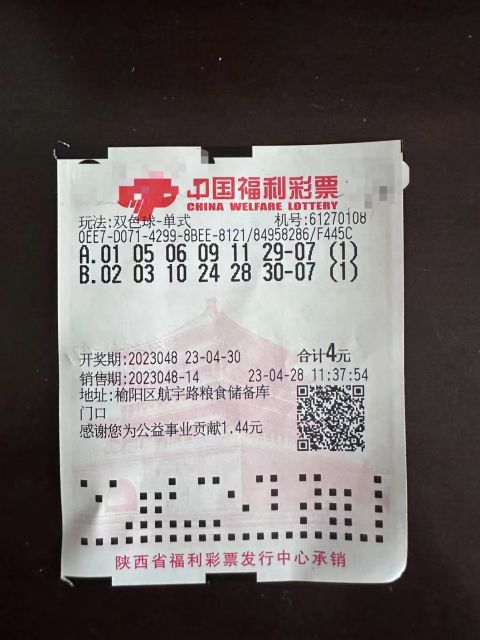 中国福利彩票
CHINA WELFARE LOTTERY
玩法:双色球-单式 机号:61270108
0EE7-D071-4299-8BEE-8121/84958286/F445C
A.01 05 06 09 11 29-07 (1)
B.02 03 10 24 28 30-07 (1)
开奖期:2023048 23-04-30 合计4元
销售期:2023048-14 23-04-28 11:37:54
地址:榆阳区航宇路粮食储备库
门口
感谢您为公益事业贡献1.44元
陕西省福利彩票发行中心承销